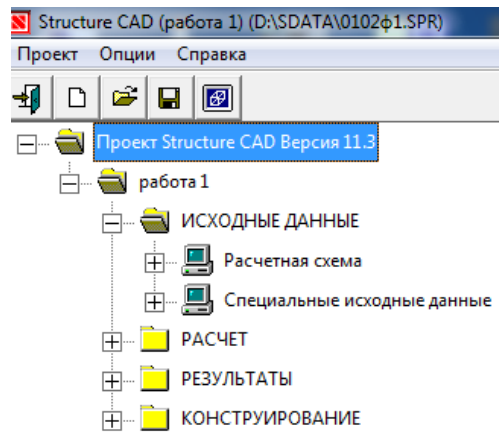 Structure CAD (работа 1) (D:\SDATA\0102ф1.SPR)
Проект Опции Справка
Проект Structure CAD Версия 11.3
работа 1
ИСХОДНЫЕ ДАННЫЕ
Расчетная схема
Специальные исходные данные
РАСЧЕТ
РЕЗУЛЬТАТЫ
КОНСТРУИРОВАНИЕ